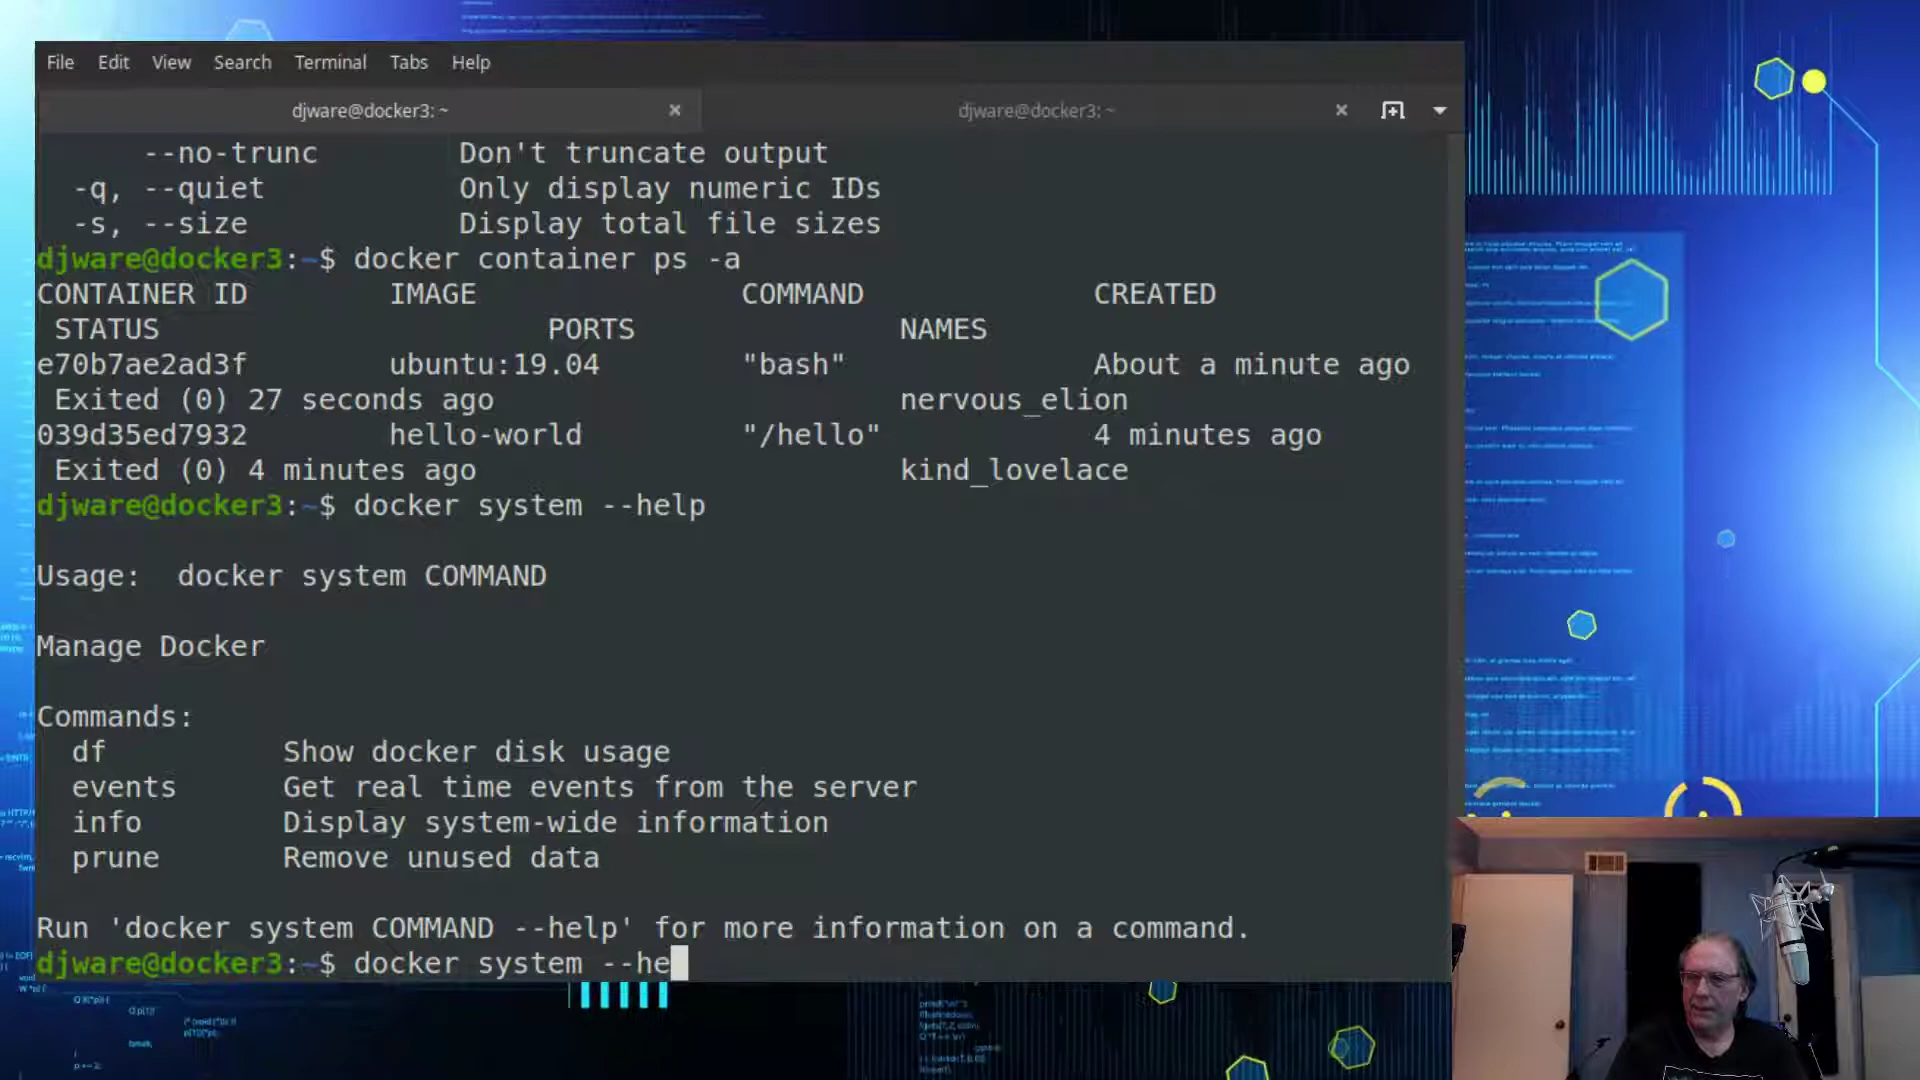 File Edit View Search Terminal Tabs Help
djware@docker3: ~ × djware@docker3: ~ ×
--no-trunc Don't truncate output
-q, --quiet Only display numeric IDs
-s, --size Display total file sizes
djware@docker3:~$ docker container ps -a
CONTAINER ID IMAGE COMMAND CREATED
STATUS PORTS NAMES
e70b7ae2ad3f ubuntu:19.04 "bash" About a minute ago
Exited (0) 27 seconds ago nervous_elion
039d35ed7932 hello-world "/hello" 4 minutes ago
Exited (0) 4 minutes ago kind_lovelace
djware@docker3:~$ docker system --help
Usage: docker system COMMAND
Manage Docker
Commands:
df Show docker disk usage
events Get real time events from the server
info Display system-wide information
prune Remove unused data
Run 'docker system COMMAND --help' for more information on a command.
djware@docker3:~$ docker system --he